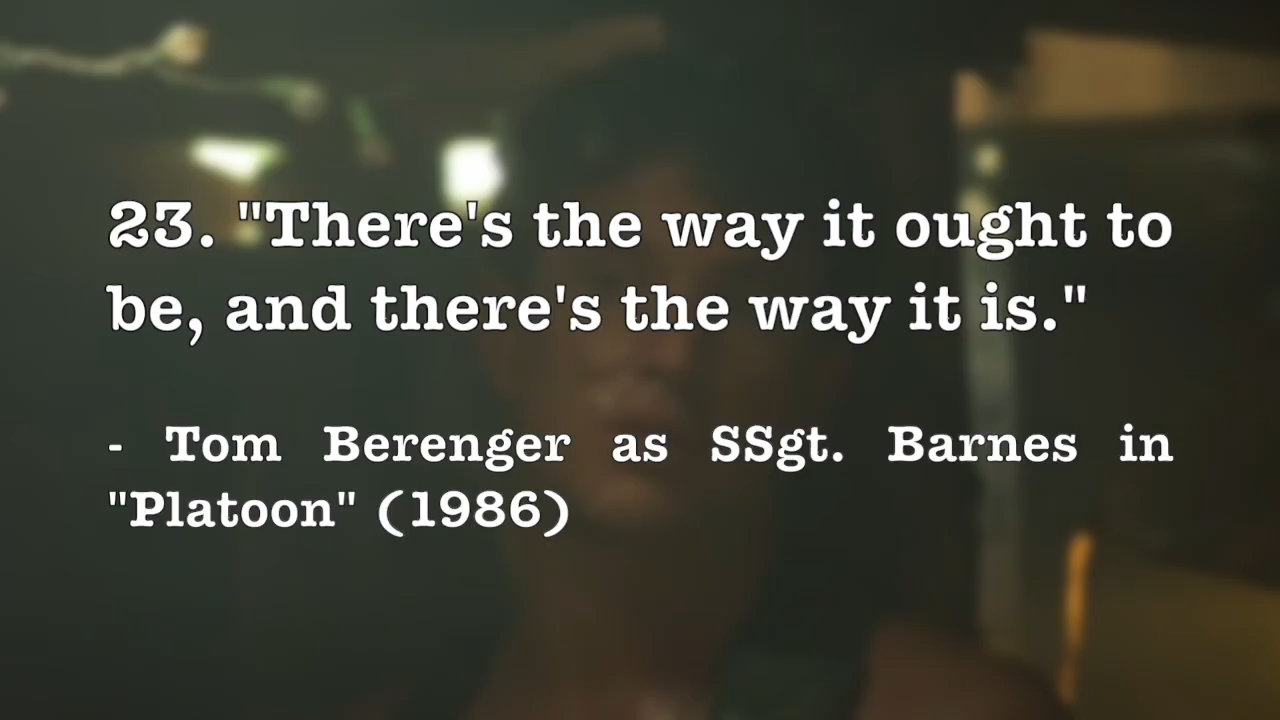 23. "There's the way it ought to
be, and there's the way it is."
- Tom Berenger as SSgt. Barnes in
"Platoon" (1986)